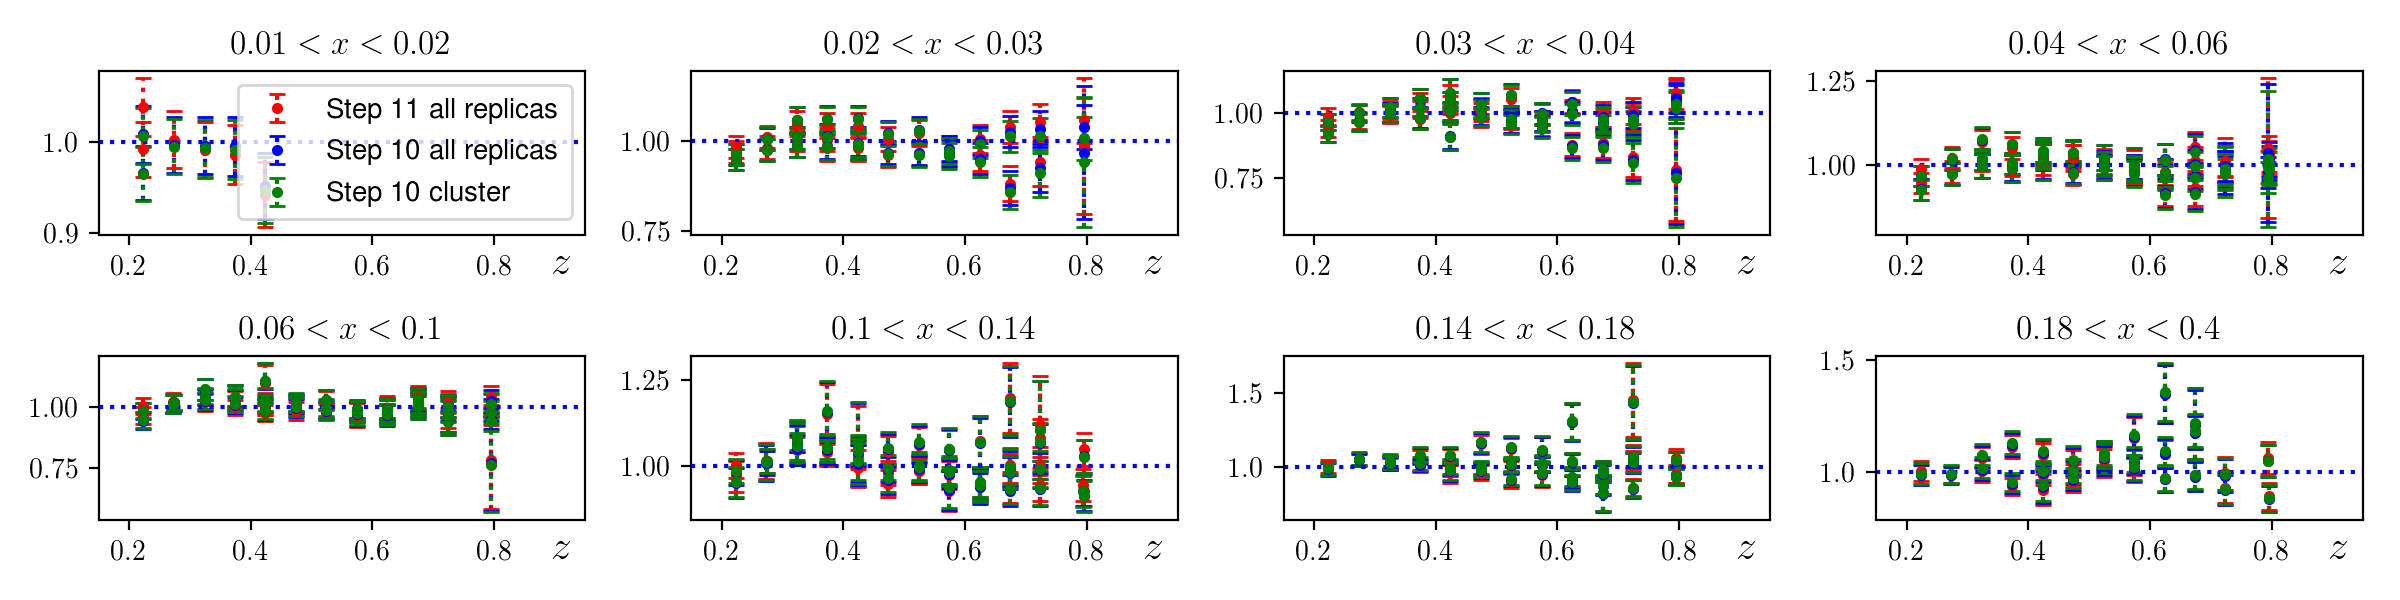 0.01 < x < 0.02
1.0
0.9
0.2 0.4 0.6 0.8 z
Step 11 all replicas
Step 10 all replicas
Step 10 cluster
0.02 < x < 0.03
1.00
0.75
0.2 0.4 0.6 0.8 z
0.03 < x < 0.04
1.00
0.75
0.2 0.4 0.6 0.8 z
0.04 < x < 0.06
1.25
1.00
0.2 0.4 0.6 0.8 z
0.06 < x < 0.1
1.00
0.75
0.2 0.4 0.6 0.8 z
0.1 < x < 0.14
1.25
1.00
0.2 0.4 0.6 0.8 z
0.14 < x < 0.18
1.5
1.0
0.2 0.4 0.6 0.8 z
0.18 < x < 0.4
1.5
1.0
0.2 0.4 0.6 0.8 z